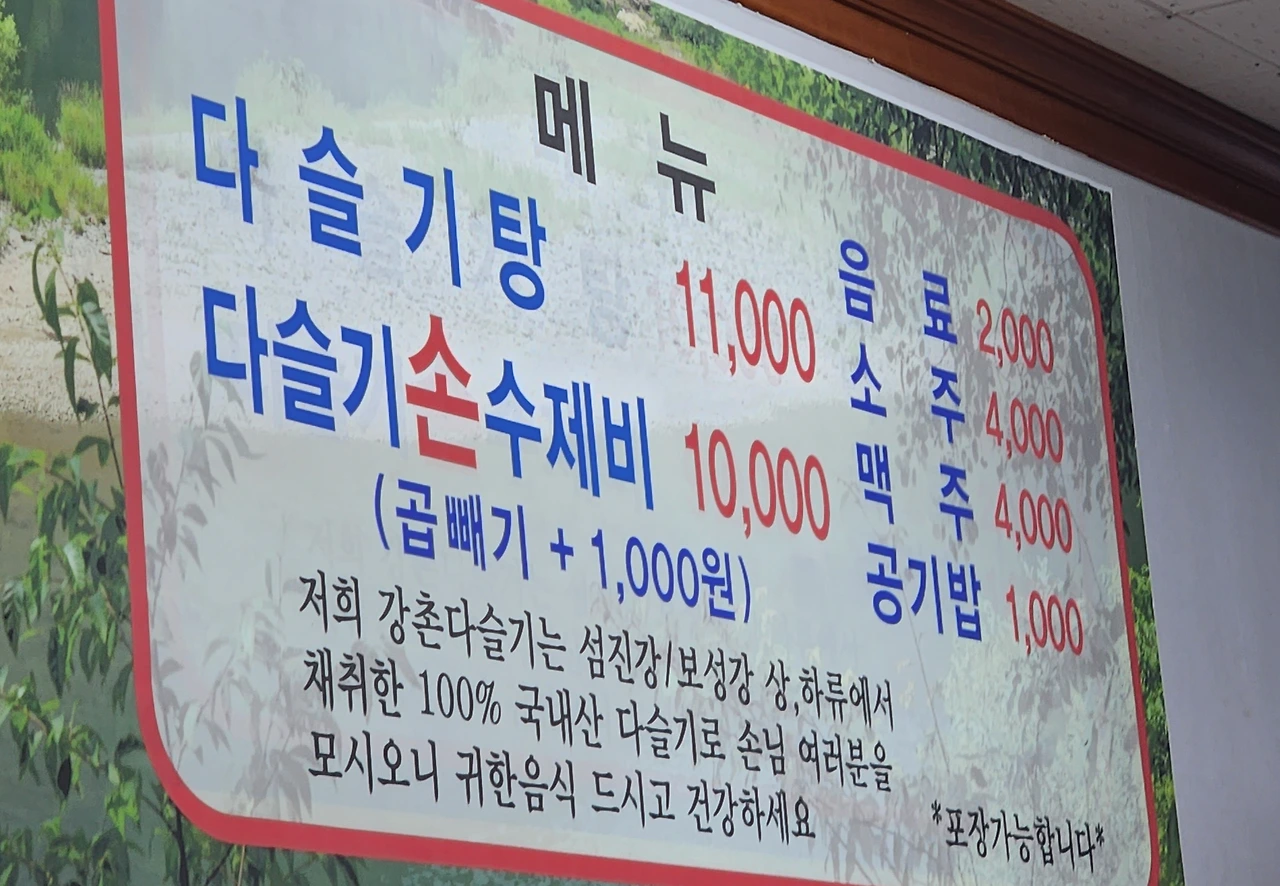 메 뉴
다슬기탕 11,000
다슬기손수제비 10,000
(곱빼기 + 1,000원)
음 료 2,000
소 주 4,000
맥 주 4,000
공기밥 1,000
저희 강촌다슬기는 섬진강/보성강 상,하류에서
채취한 100% 국내산 다슬기로 손님 여러분을
모시오니 귀한음식 드시고 건강하세요
*포장가능합니다*